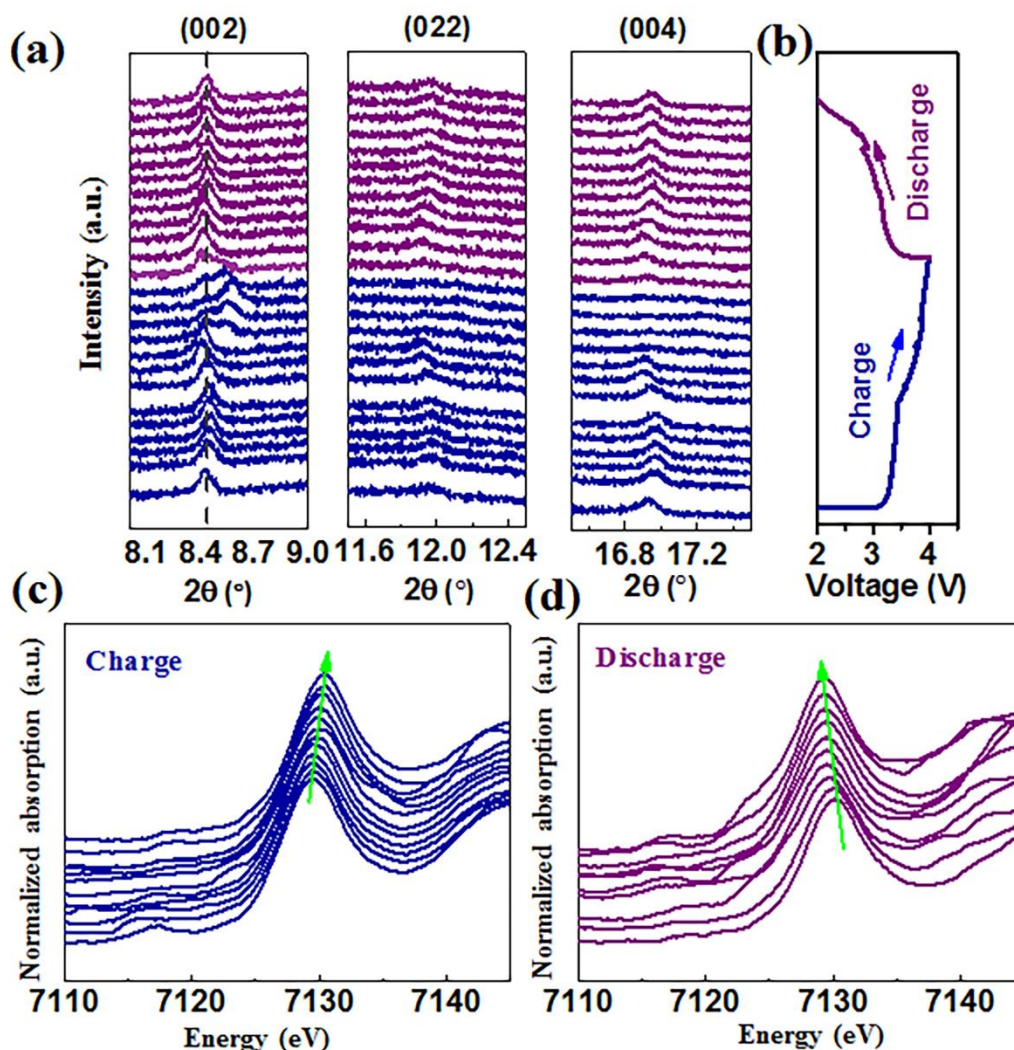 (a)
(002)
(022)
(004)
(b)
Intensity (a.u.)
8.1 8.4 8.7 9.0
2θ (°)
11.6 12.0 12.4
2θ (°)
16.8 17.2
2θ (°)
Discharge
Charge
2 3 4
Voltage (V)
(c)
Charge
Normalized absorption (a.u.)
7110 7120 7130 7140
Energy (eV)
(d)
Discharge
Normalized absorption (a.u.)
7110 7120 7130 7140
Energy (eV)